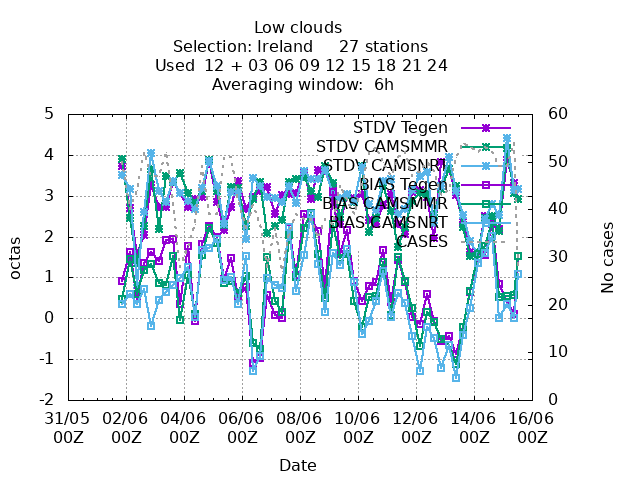 Low clouds
Selection: Ireland 27 stations
Used 12 + 03 06 09 12 15 18 21 24
Averaging window: 6h
5
4
3
2
1
0
-1
-2
octas
60
50
40
30
20
10
0
No cases
STDV Tegen
STDV CAMSMMR
STDV CAMSNRT
BIAS Tegen
BIAS CAMSMMR
BIAS CAMSNRT
CASES
31/05 02/06 04/06 06/06 08/06 10/06 12/06 14/06 16/06
00Z 00Z 00Z 00Z 00Z 00Z 00Z 00Z 00Z
Date